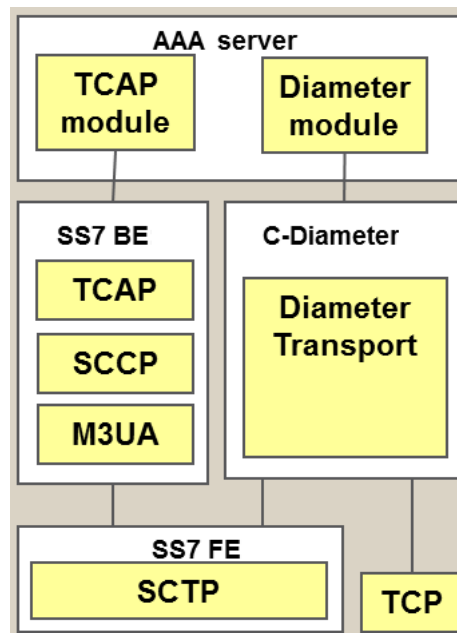 AAA server
TCAP
module
Diameter
module
SS7 BE
TCAP
SCCP
M3UA
C-Diameter
Diameter
Transport
SS7 FE
SCTP
TCP